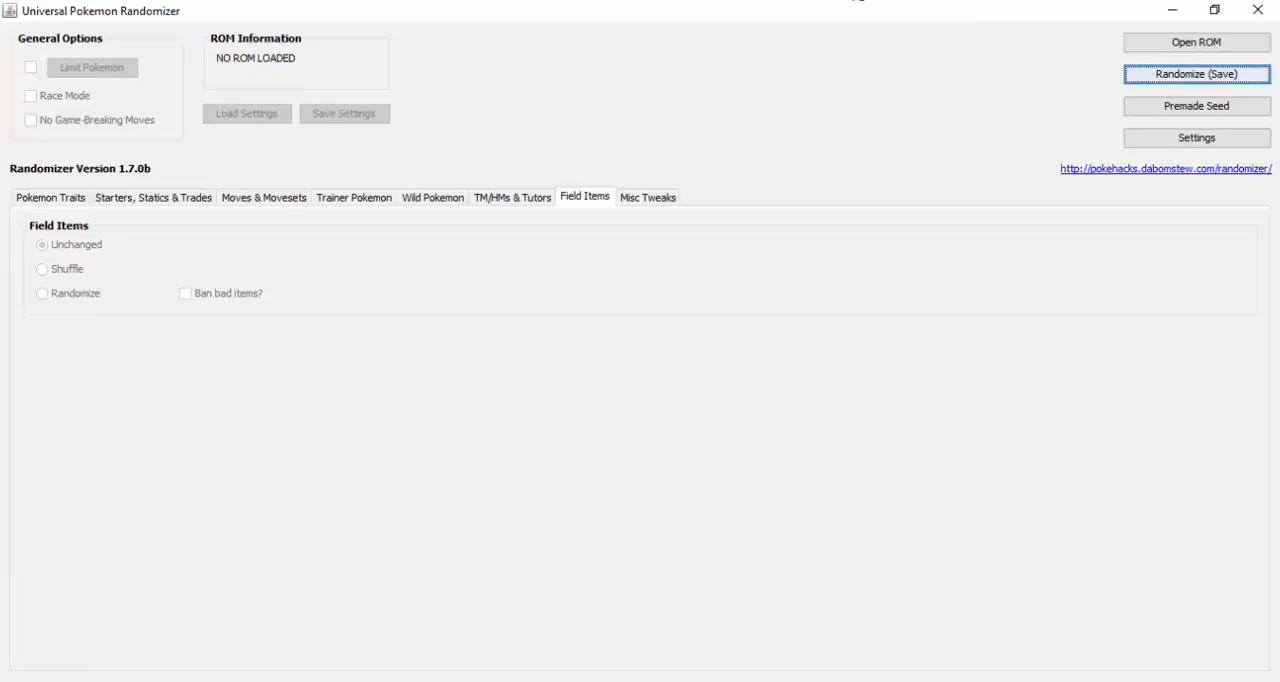 Universal Pokemon Randomizer
General Options
Limit Pokemon
Race Mode
No Game-Breaking Moves
ROM Information
NO ROM LOADED
Load Settings Save Settings
Open ROM
Randomize (Save)
Premade Seed
Settings
Randomizer Version 1.7.0b
http://pokehacks.dabomstew.com/randomizer/
Pokemon Traits Starters, Statics & Trades Moves & Movesets Trainer Pokemon Wild Pokemon TM/HMs & Tutors Field Items Misc Tweaks
Field Items
Unchanged
Shuffle
Randomize Ban bad items?